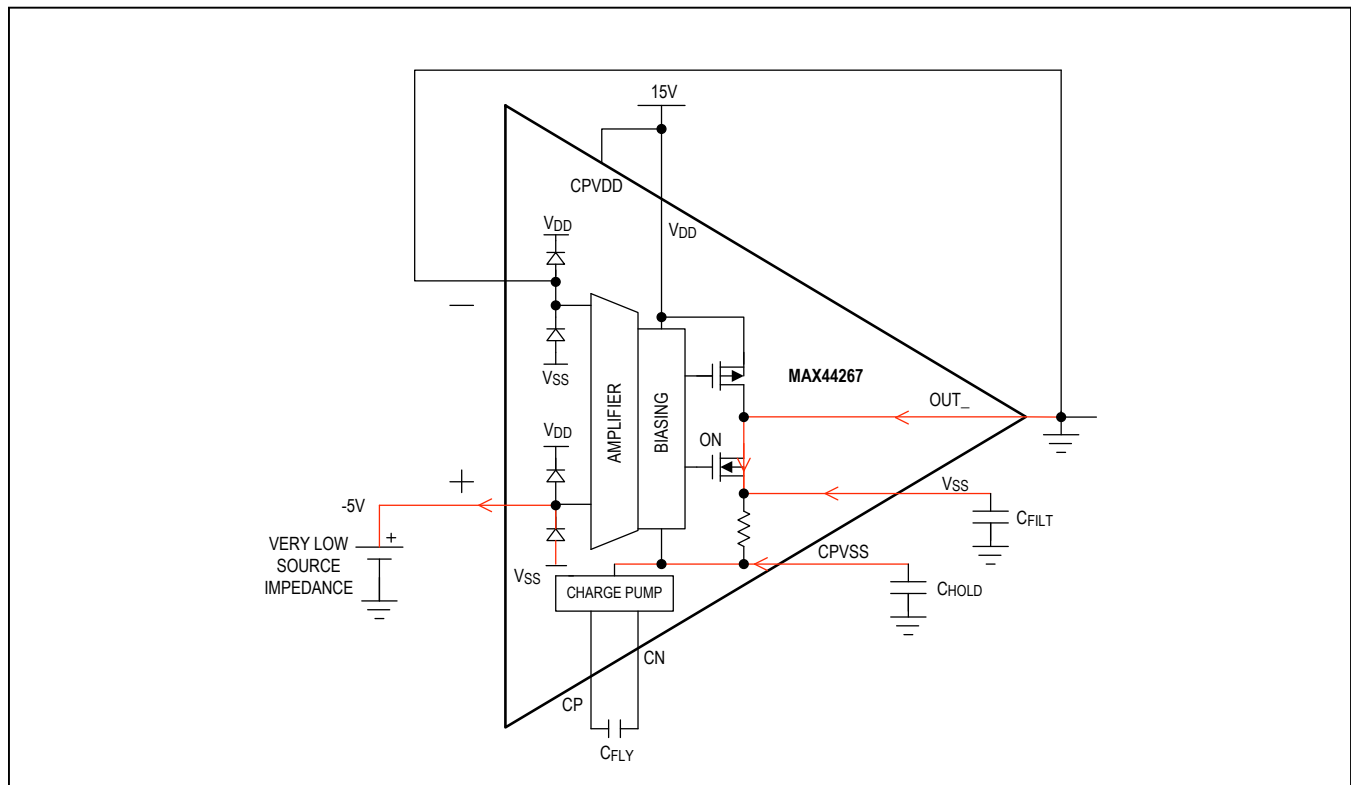 15V
CPVDD
VDD
VDD
−
VSS
MAX44267
AMPLIFIER
BIASING
OUT_
VDD
ON
+
-5V
VSS
CFILT
+
VERY LOW
SOURCE
IMPEDANCE
VSS
CPVSS
CHARGE PUMP
CHOLD
CN
CP
CFLY